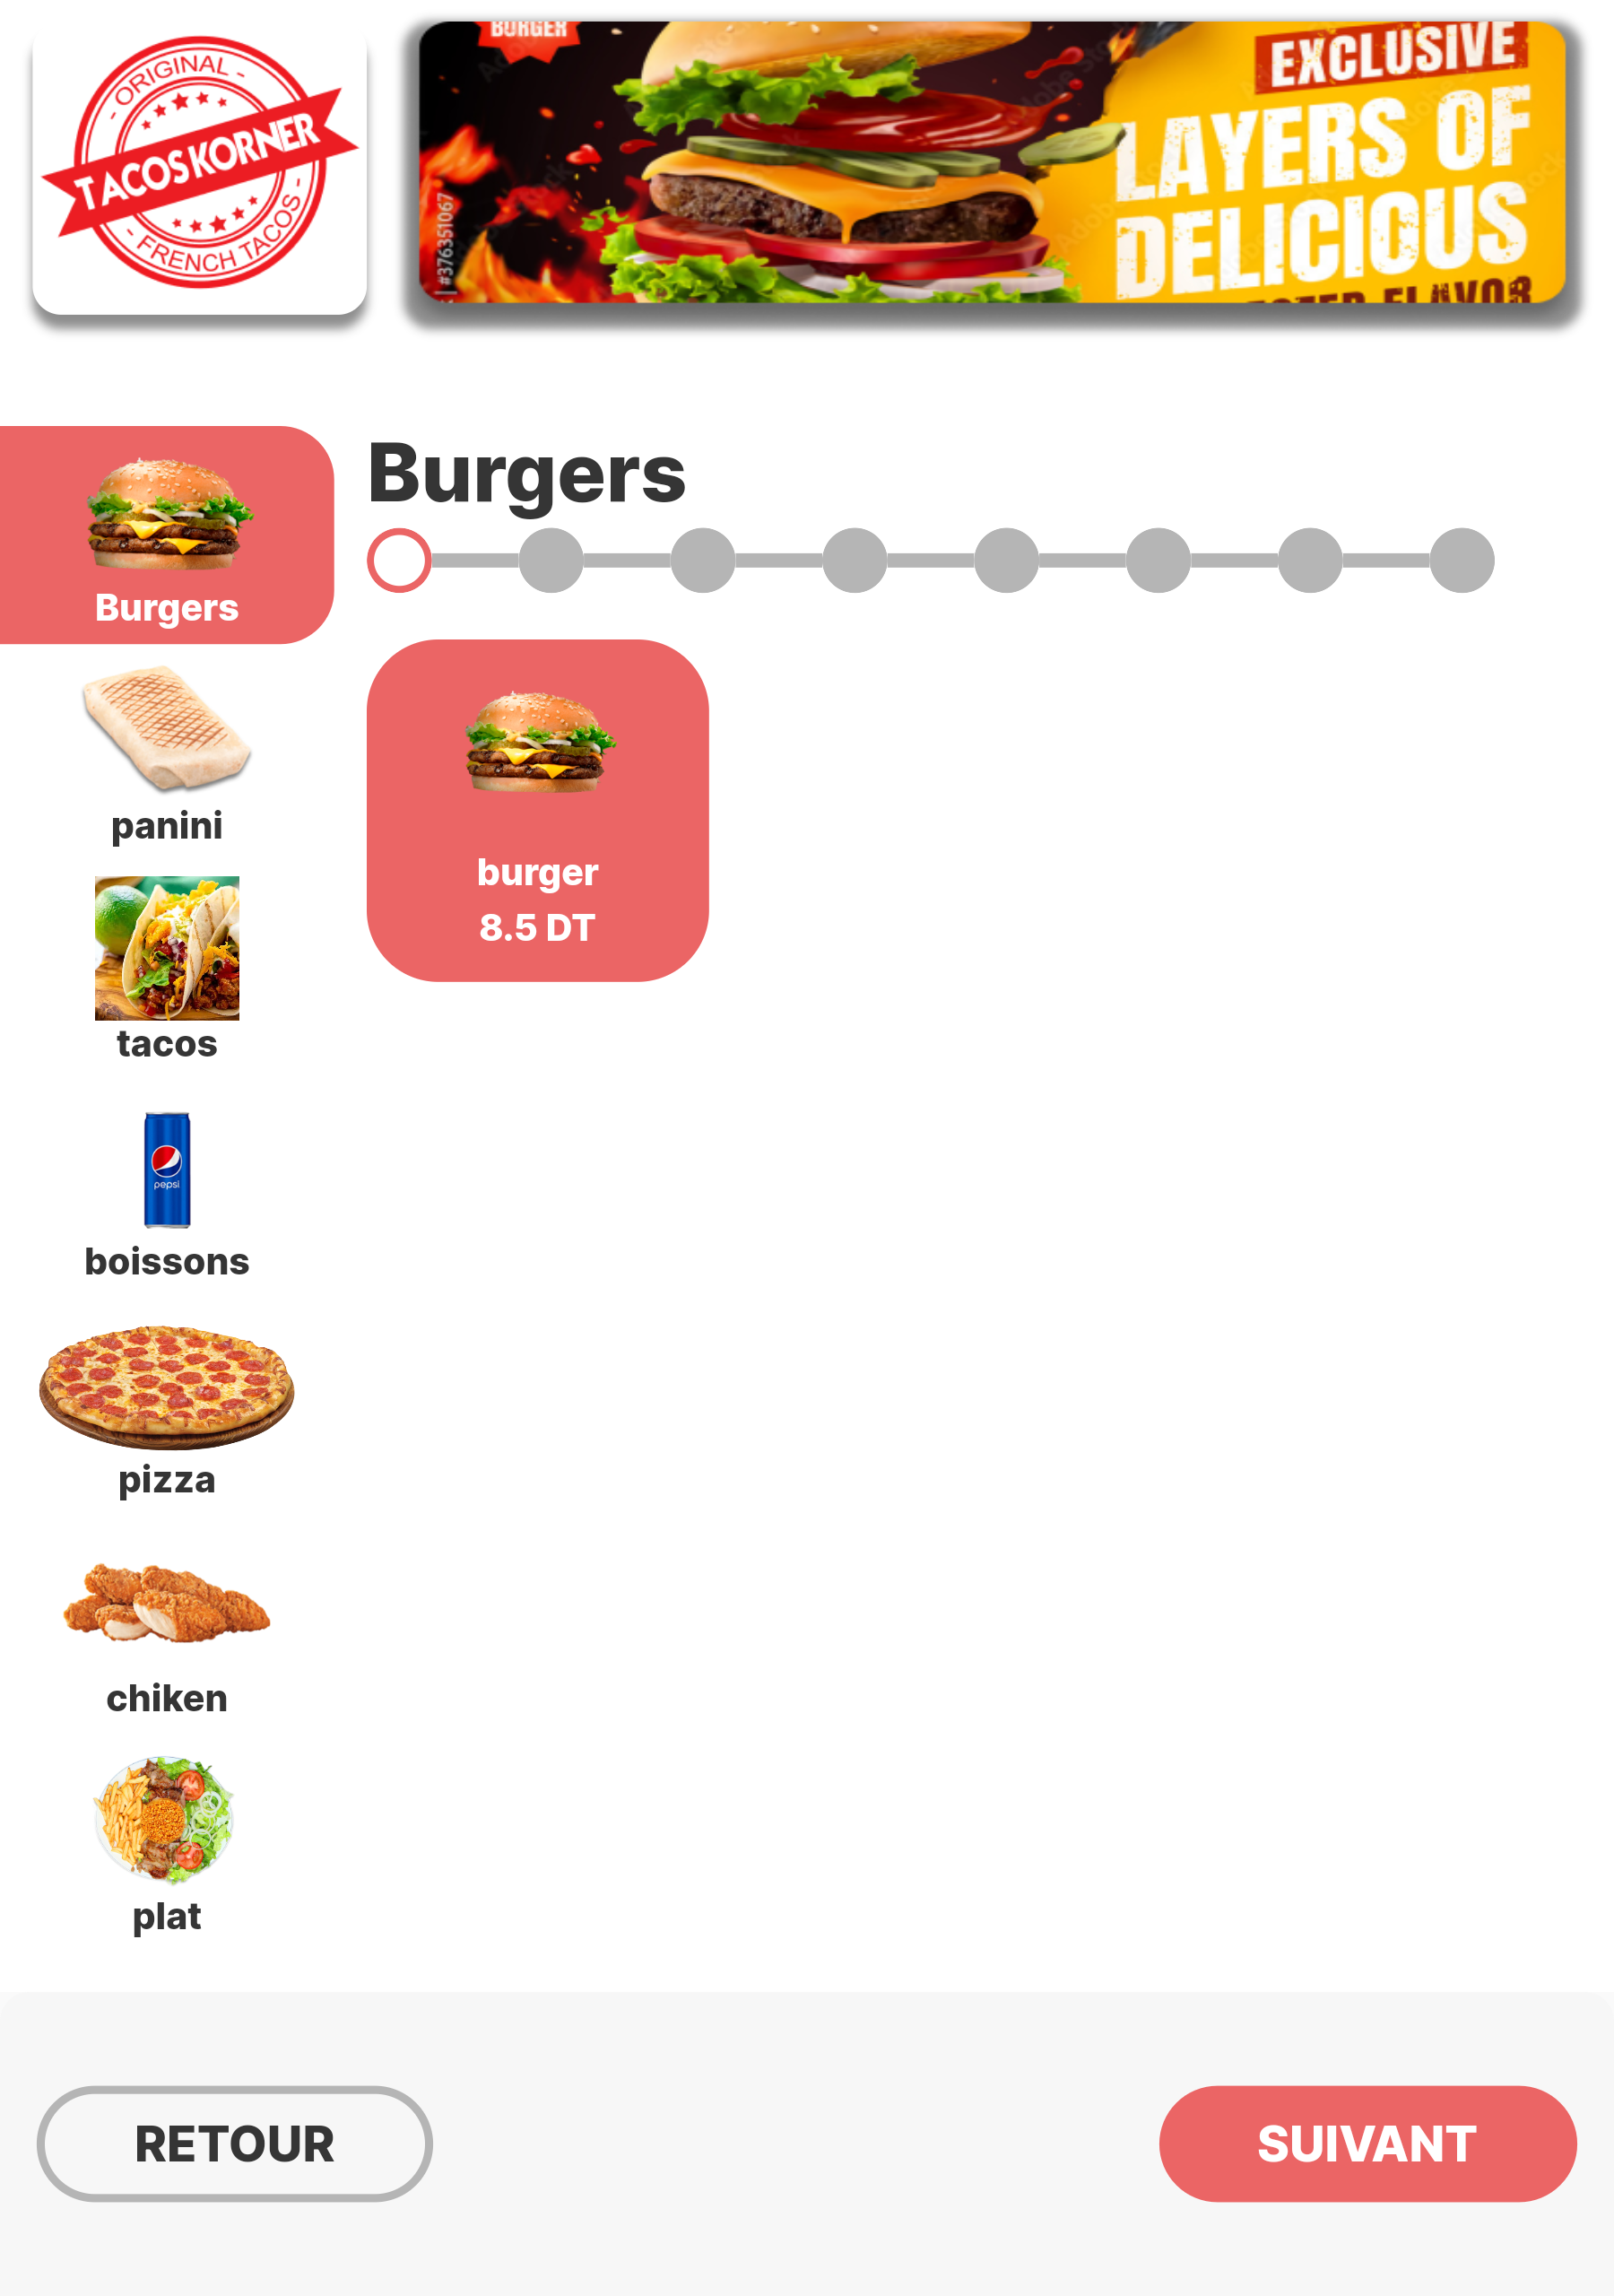 - ORIGINAL -
TACOS KORNER
- FRENCH TACOS -
BURGER
EXCLUSIVE
LAYERS OF
DELICIOUS
FLAVOR
| #376351067
Burgers
Burgers
panini
tacos
pepsi
boissons
pizza
chiken
plat
burger
8.5 DT
RETOUR
SUIVANT